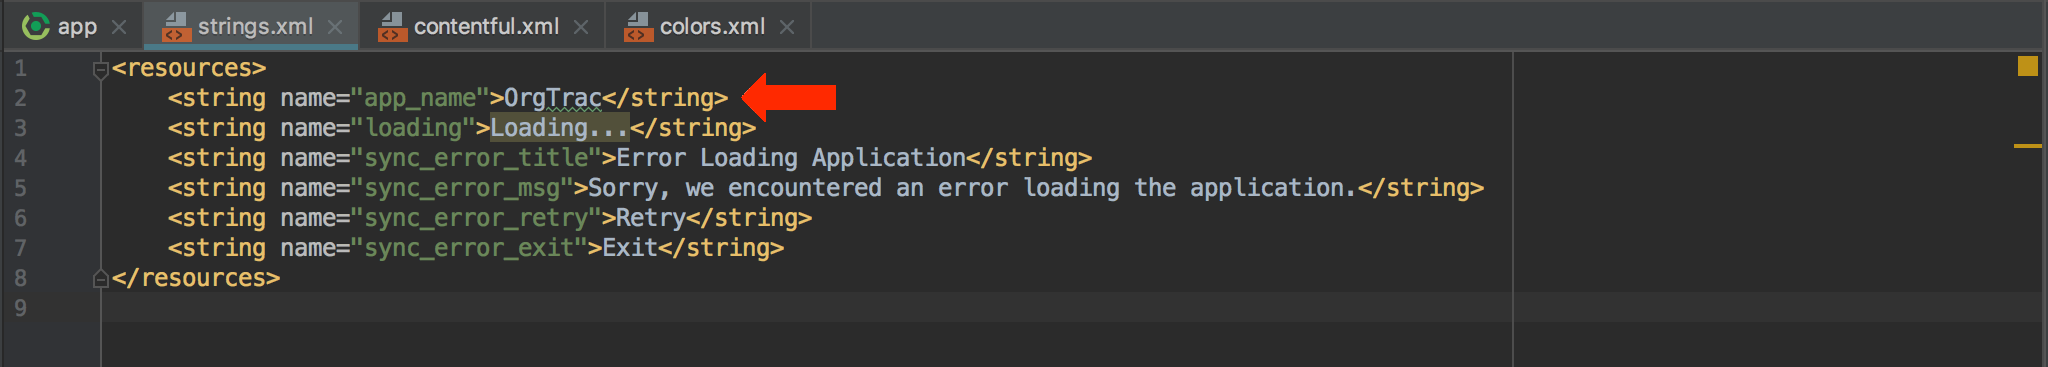 app strings.xml contentful.xml colors.xml
1 <resources>
2 <string name="app_name">OrgTrac</string>
3 <string name="loading">Loading...</string>
4 <string name="sync_error_title">Error Loading Application</string>
5 <string name="sync_error_msg">Sorry, we encountered an error loading the application.</string>
6 <string name="sync_error_retry">Retry</string>
7 <string name="sync_error_exit">Exit</string>
8 </resources>
9